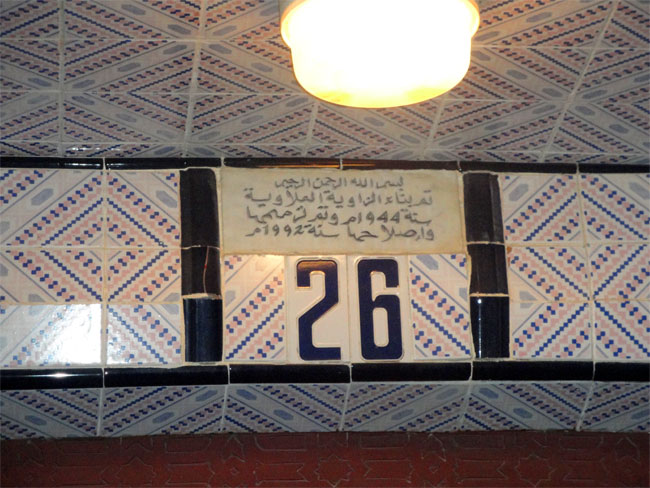 بسم الله الرحمن الرحيم
تم بناء الزاوية العلاوية
سنة 1944م وتم ترميمها
وإصلاحها سنة 1992م
26